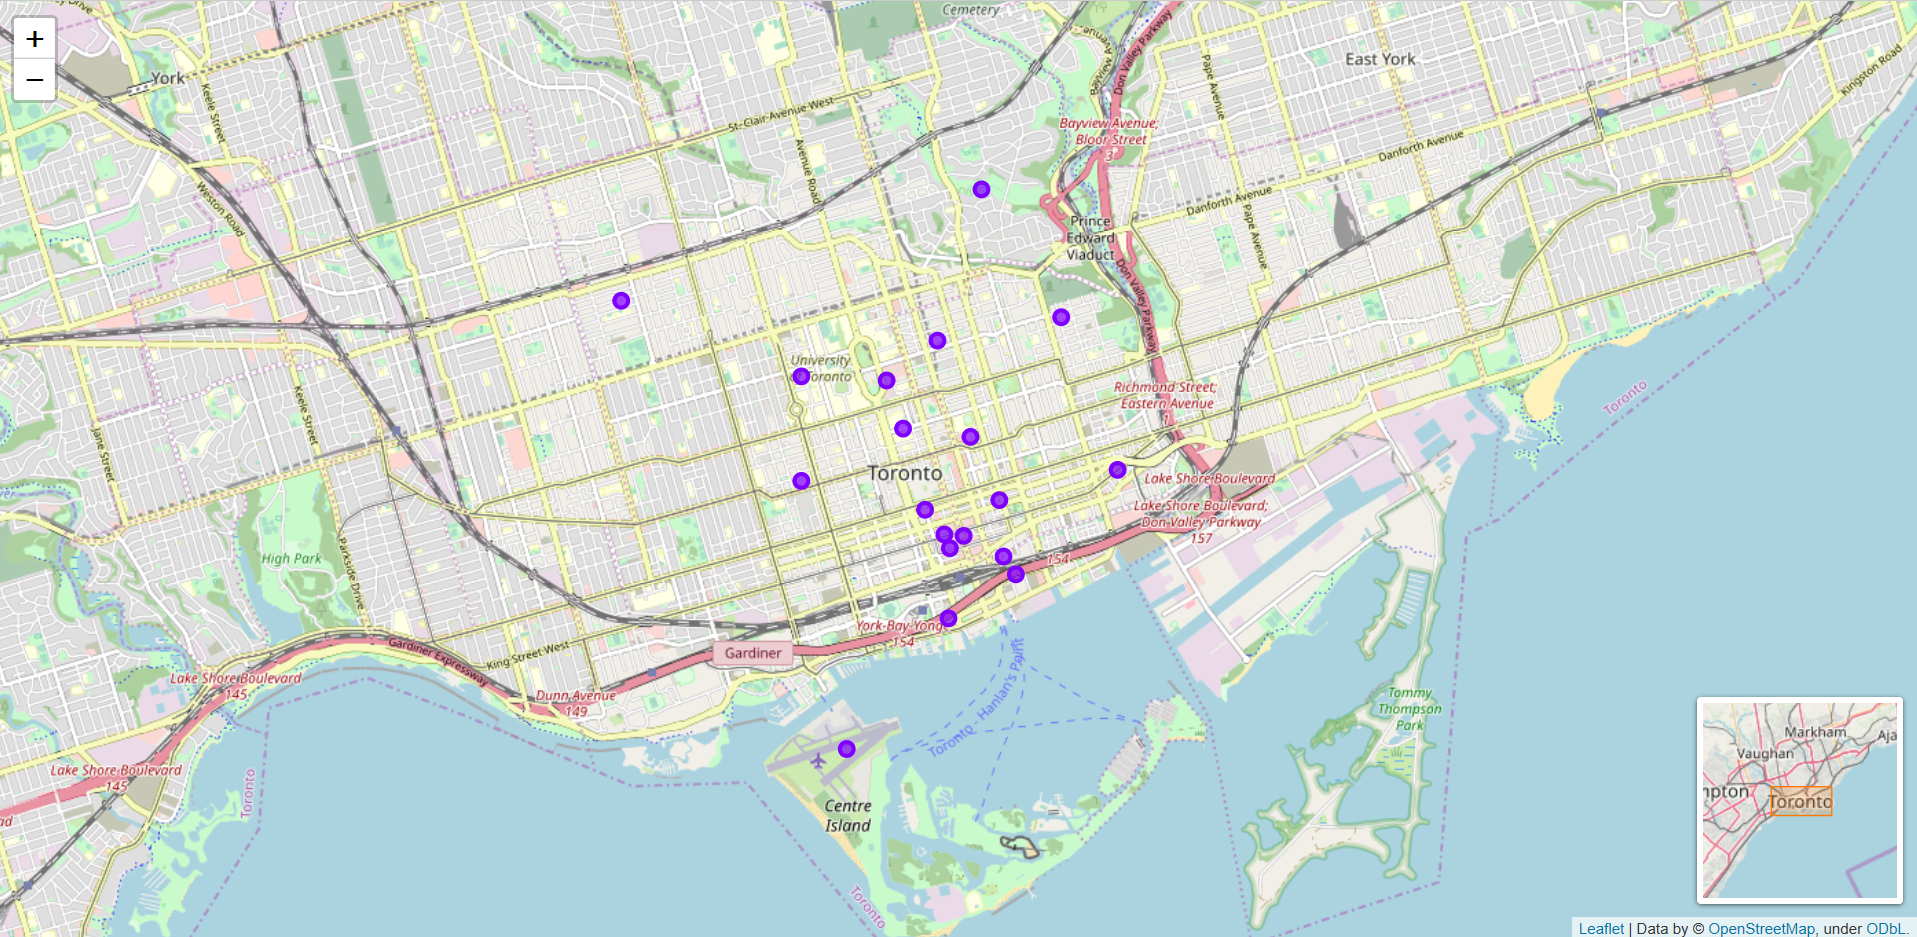 Cemetery
+
−
York
Keele Street
East York
Kingston Road
Bayview Avenue
Don Valley Parkway
Pape Avenue
St-Clair-Avenue-West
Bayview Avenue;
Bloor Street
3
Avenue Road
Danforth Avenue
Weston Road
Danforth Avenue
Pape Avenue
Prince
Edward
Viaduct
Don Valley Parkway
University
Toronto
Richmond Street;
Eastern Avenue
1
Toronto
Keele Street
Jane Street
Toronto
Lake Shore Boulevard
Lake Shore Boulevard;
Don Valley Parkway
157
High Park
Parkside Drive
154
York-Bay-Yong
154
Gardiner
Gardiner Expressway
King-Street-West
Lake Shore Boulevard
145
Dunn Avenue
149
Toronto - Hanlan's Point
Tommy
Thompson
Park
Lake Shore Boulevard
145
Toronto
Centre
Island
Toronto
Markham
Aja
Vaughan
mpton
Toronto
Leaflet | Data by © OpenStreetMap, under ODbL.